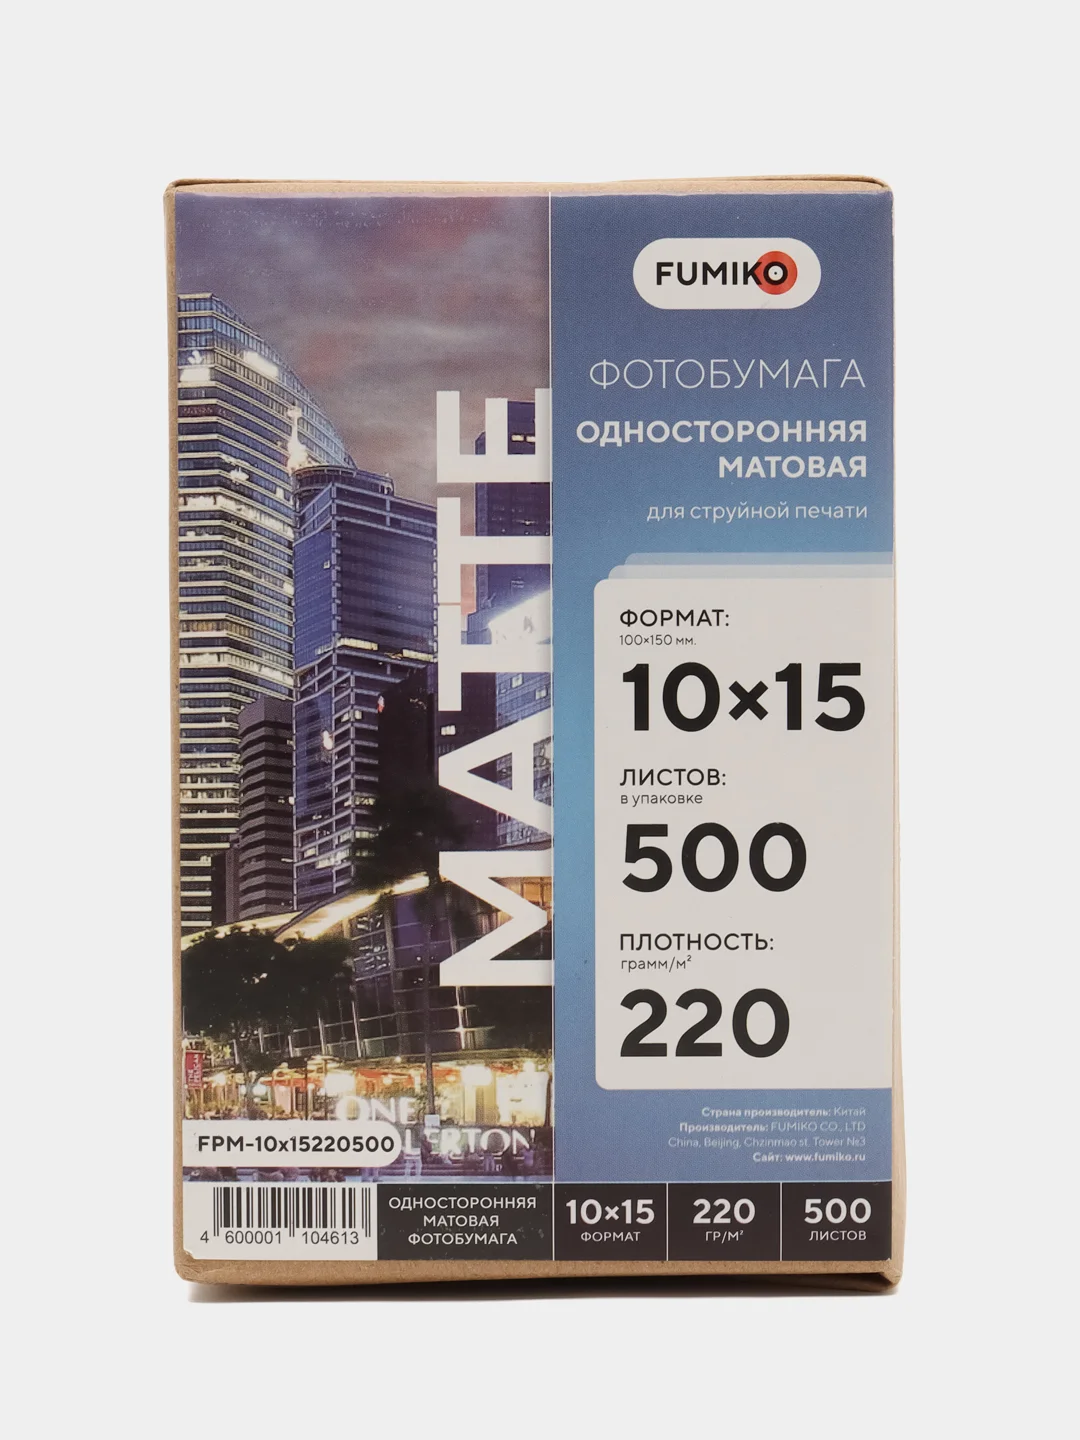 FUMIKO
ФОТОБУМАГА
ОДНОСТОРОННЯЯ
МАТОВАЯ
для струйной печати
MATTE
ФОРМАТ:
100×150 мм.
10×15
ЛИСТОВ:
в упаковке
500
ПЛОТНОСТЬ:
грамм/м²
220
Страна производитель: Китай
Производитель: FUMIKO CO., LTD
China, Beijing, Chzinmao st. Tower №3
Сайт: www.fumiko.ru
ONE
LERTON
FPM-10x15220500
4 600001 104613
ОДНОСТОРОННЯЯ
МАТОВАЯ
ФОТОБУМАГА
10×15
ФОРМАТ
220
ГР/М²
500
ЛИСТОВ